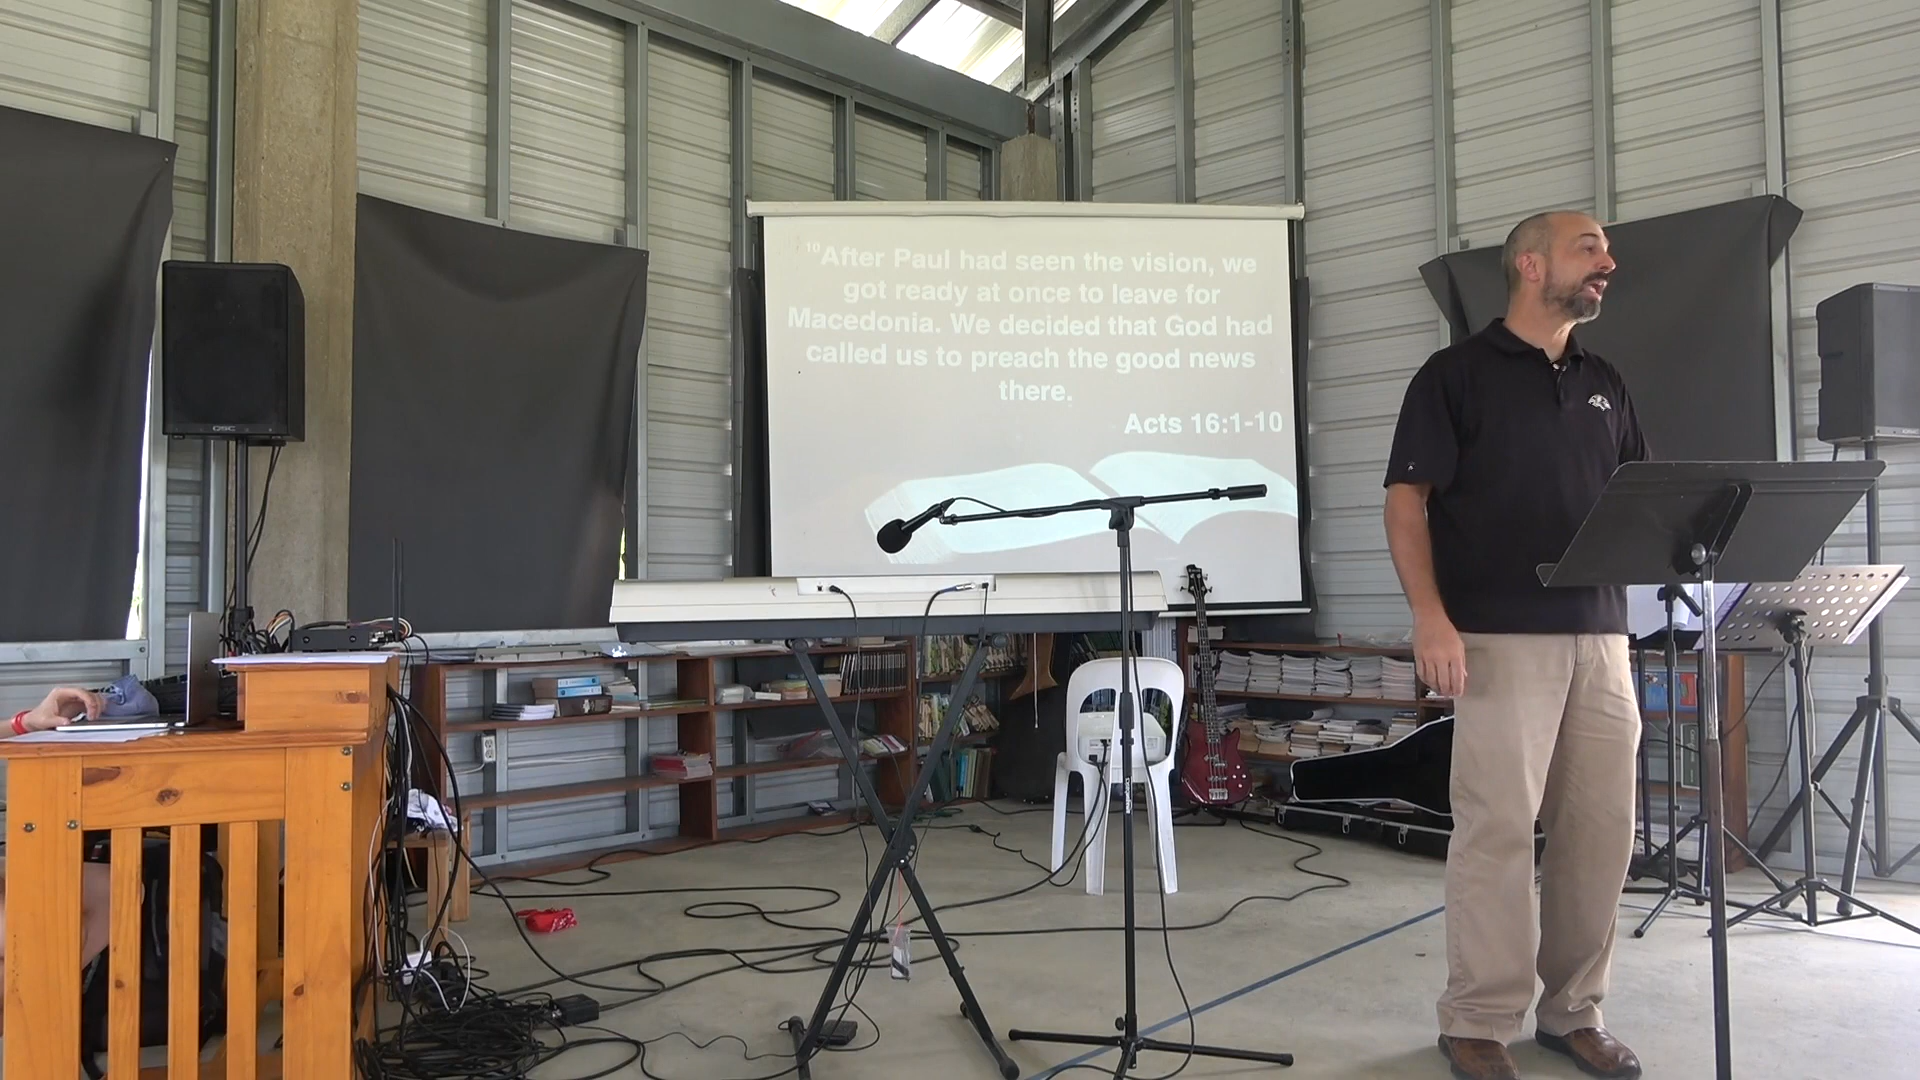 10After Paul had seen the vision, we
got ready at once to leave for
Macedonia. We decided that God had
called us to preach the good news
there.
Acts 16:1-10
QSC